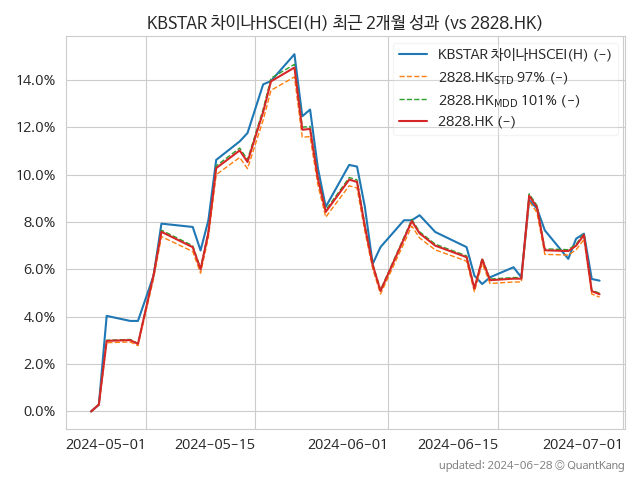 KBSTAR 차이나HSCEI(H) 최근 2개월 성과 (vs 2828.HK)
KBSTAR 차이나HSCEI(H) (-)
2828.HK_STD 97% (-)
2828.HK_MDD 101% (-)
2828.HK (-)
14.0%
12.0%
10.0%
8.0%
6.0%
4.0%
2.0%
0.0%
2024-05-01
2024-05-15
2024-06-01
2024-06-15
2024-07-01
updated: 2024-06-28 © QuantKang